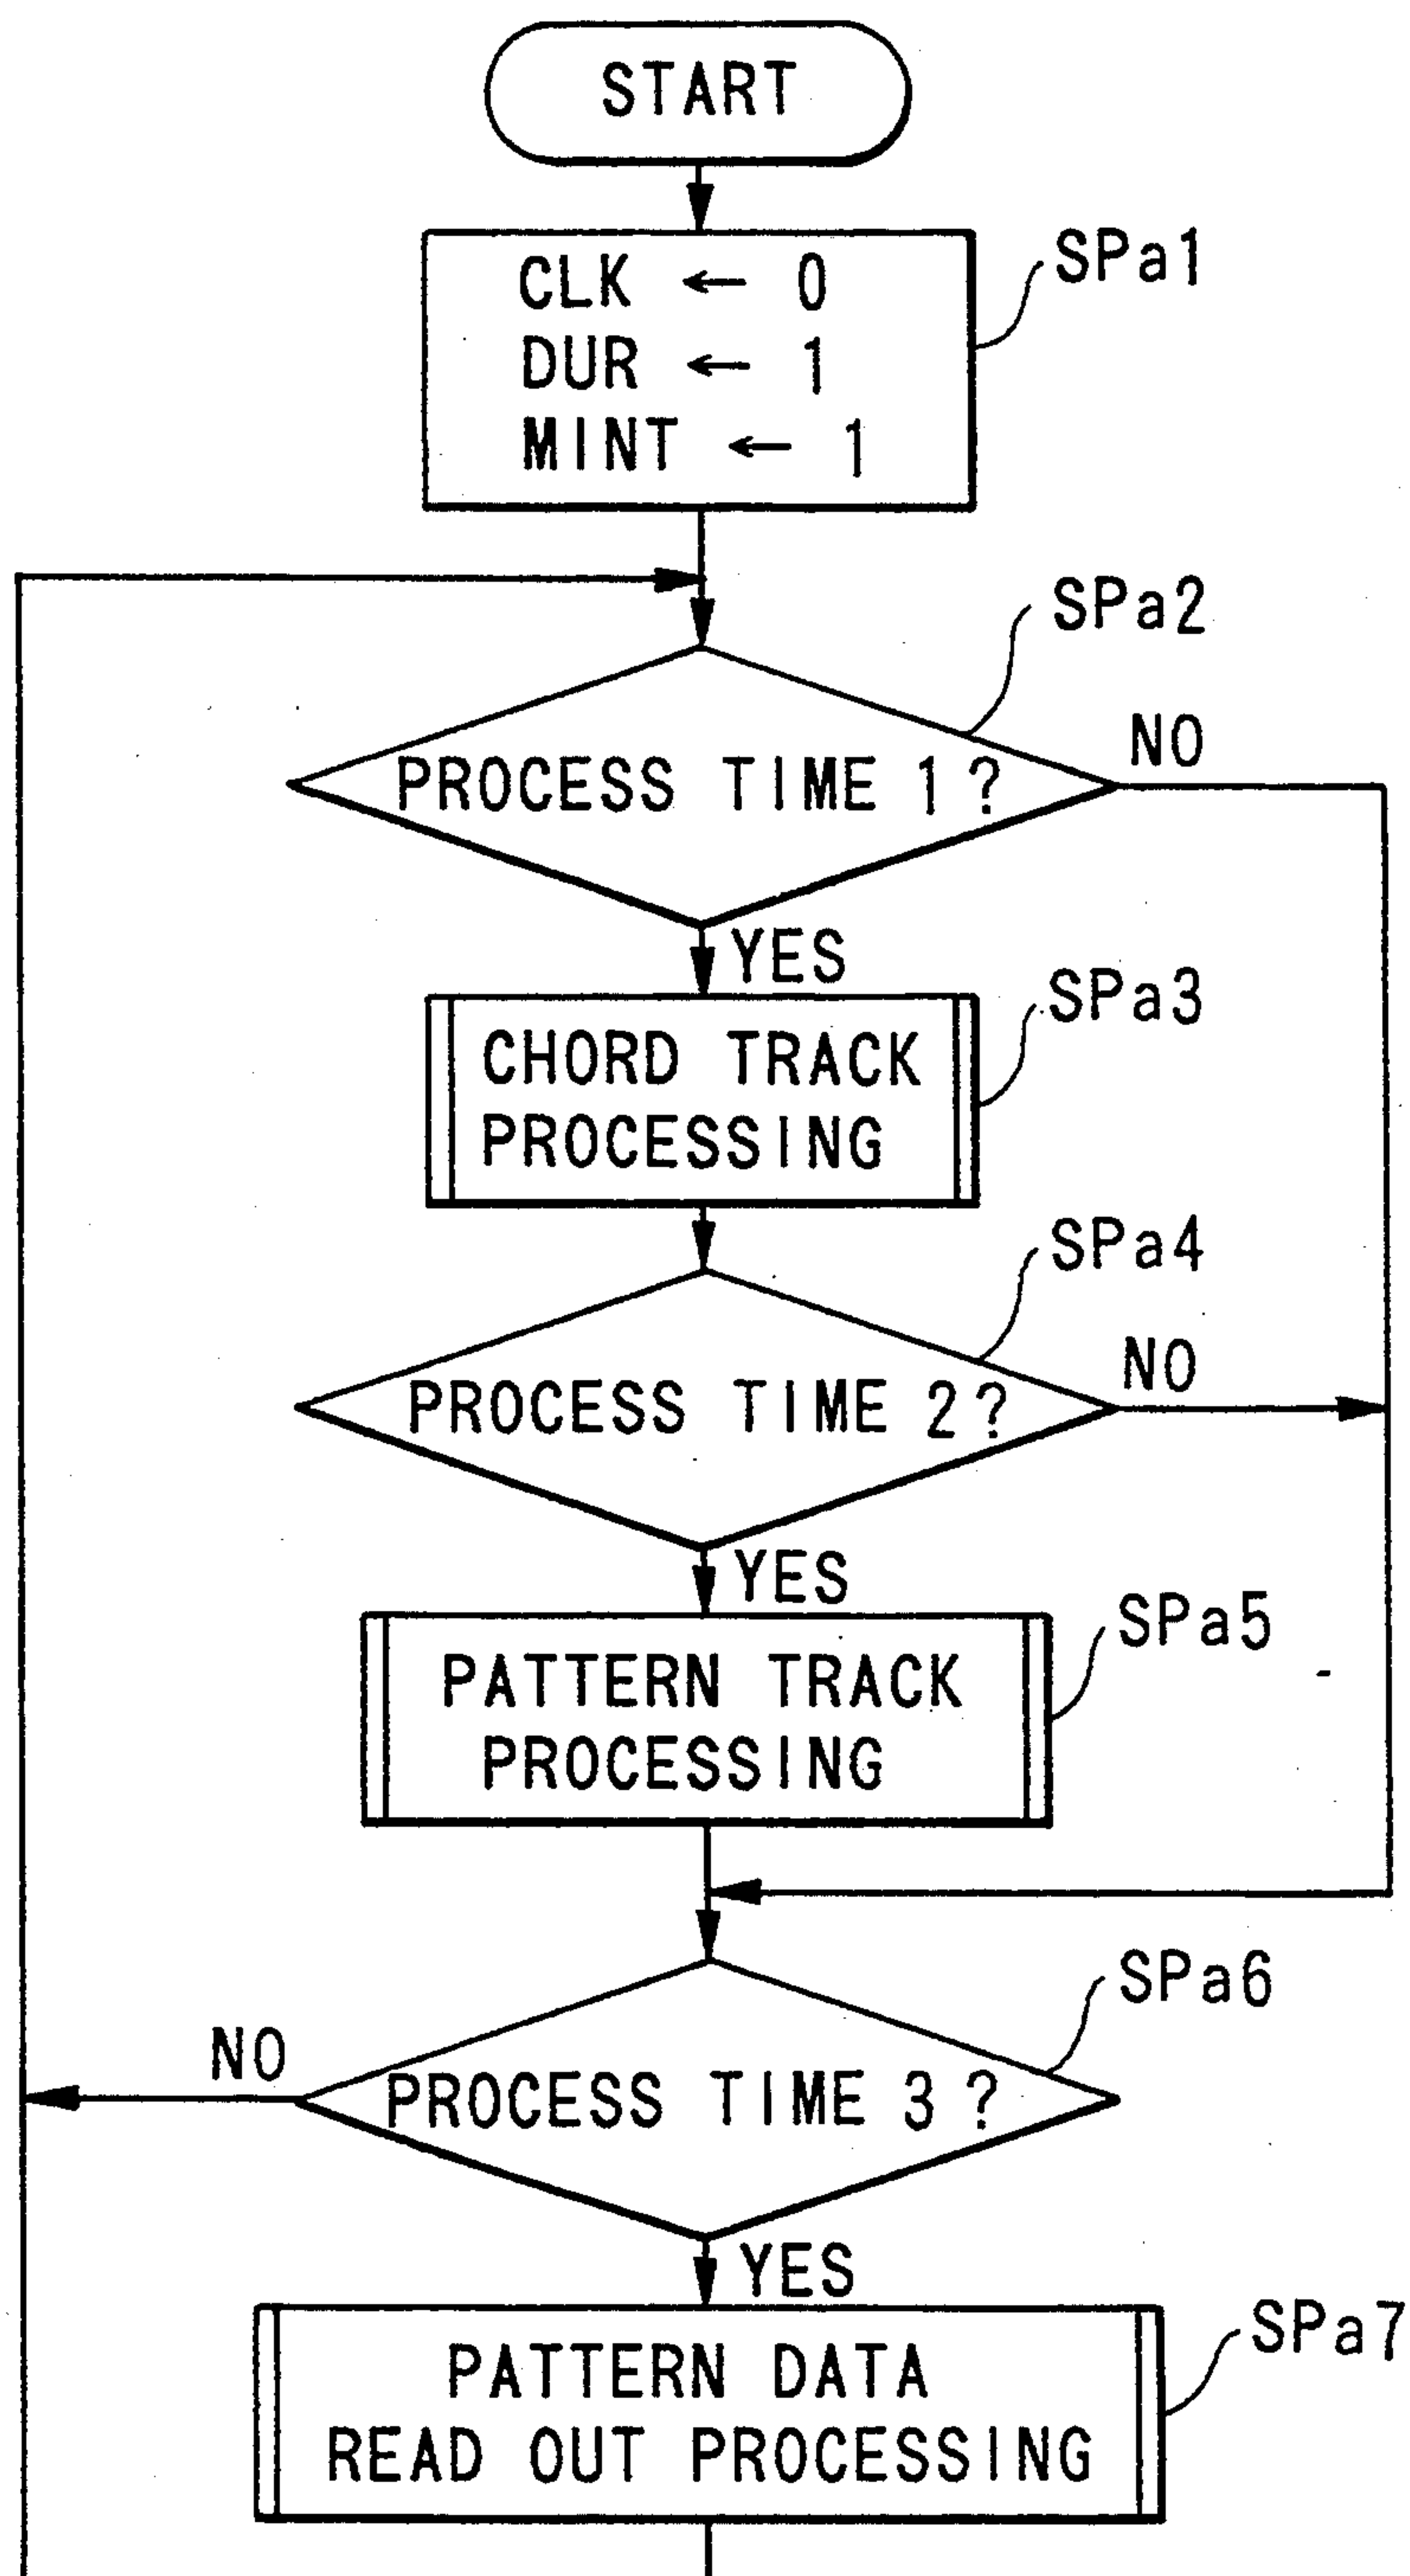 START
CLK ← 0
DUR ← 1
MINT ← 1
SPa1
SPa2
PROCESS TIME 1?
NO
YES
SPa3
CHORD TRACK
PROCESSING
SPa4
PROCESS TIME 2?
NO
YES
SPa5
PATTERN TRACK
PROCESSING
SPa6
NO
PROCESS TIME 3?
YES
SPa7
PATTERN DATA
READ OUT PROCESSING